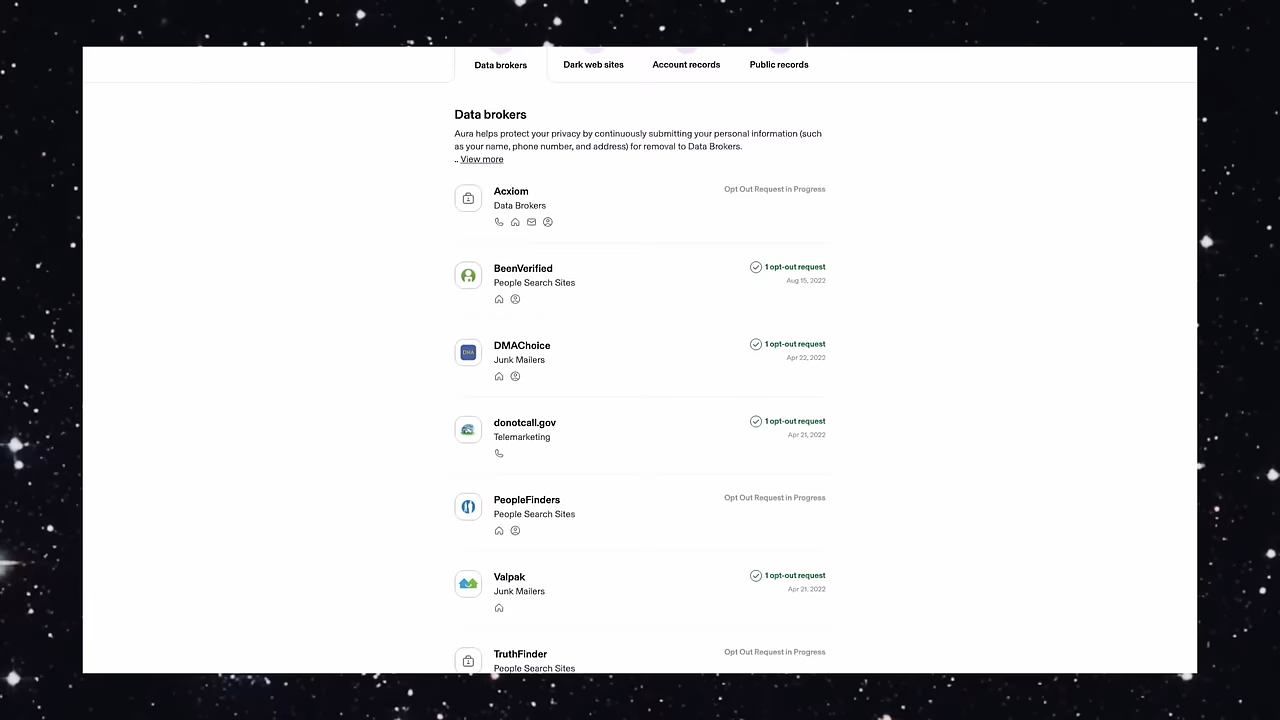 Data brokers
Dark web sites
Account records
Public records
Data brokers
Aura helps protect your privacy by continuously submitting your personal information (such
as your name, phone number, and address) for removal to Data Brokers.
.. View more
Acxiom
Opt Out Request in Progress
Data Brokers
BeenVerified
1 opt-out request
People Search Sites
Aug 15, 2022
DMAChoice
1 opt-out request
Junk Mailers
Apr 22, 2022
DMA
donotcall.gov
1 opt-out request
Telemarketing
Apr 21, 2022
PeopleFinders
Opt Out Request in Progress
People Search Sites
Valpak
1 opt-out request
Junk Mailers
Apr 21, 2022
TruthFinder
Opt Out Request in Progress
People Search Sites